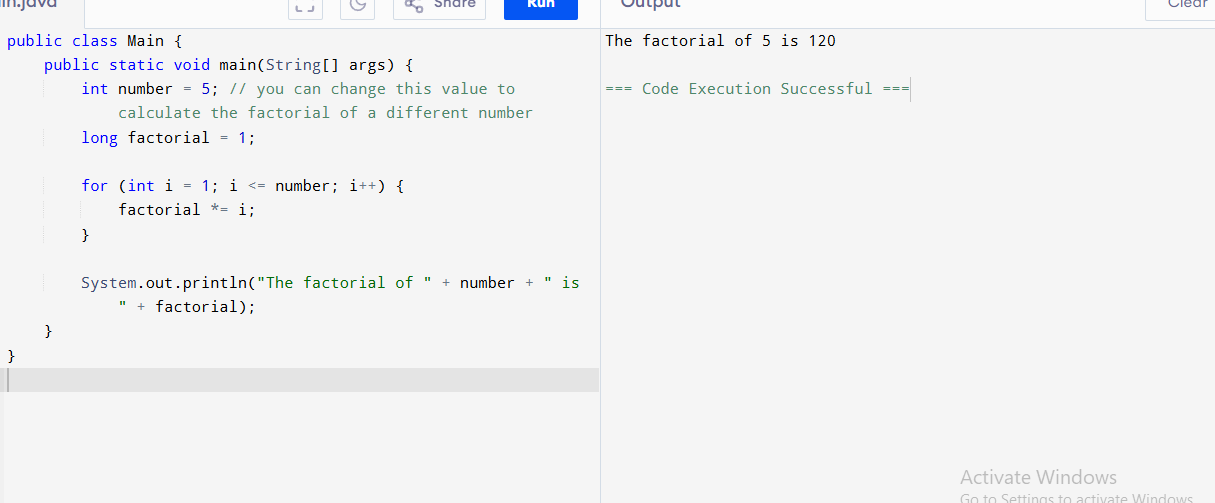 in.java
Share
Run
Output
Clear
public class Main {
public static void main(String[] args) {
int number = 5; // you can change this value to
calculate the factorial of a different number
long factorial = 1;
for (int i = 1; i <= number; i++) {
factorial *= i;
}
System.out.println("The factorial of " + number + " is
" + factorial);
}
}
The factorial of 5 is 120
=== Code Execution Successful ===
Activate Windows
Go to Settings to activate Windows.